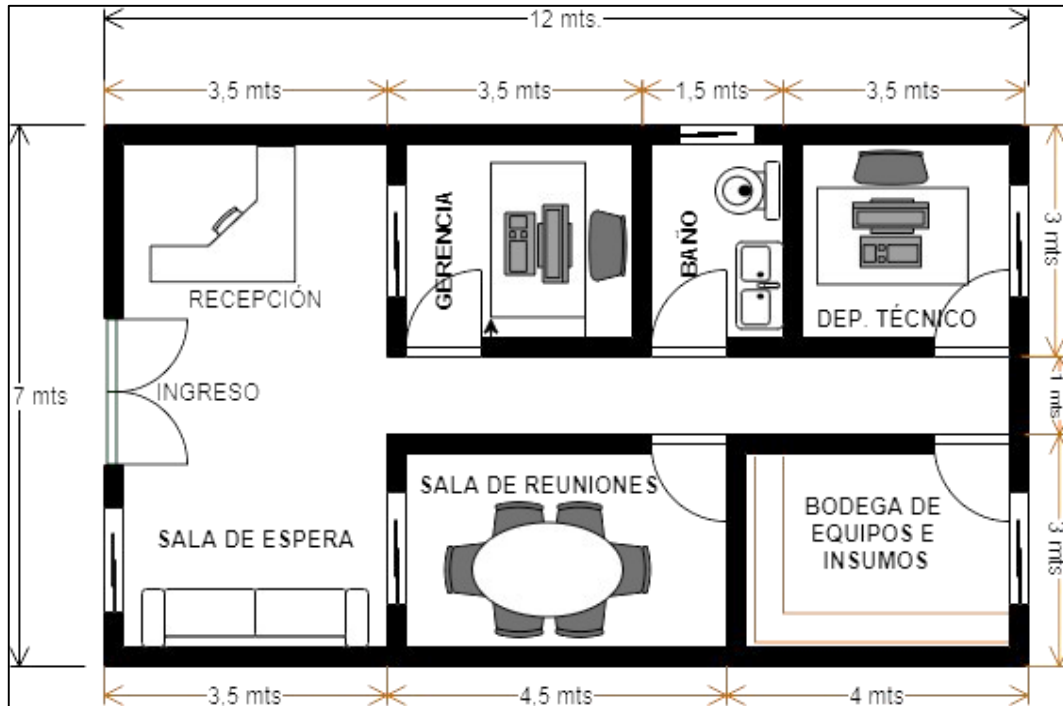 12 mts.
3,5 mts
3,5 mts
1,5 mts
3,5 mts
7 mts
3 mts
1 mts
3 mts
GERENCIA
BAÑO
RECEPCIÓN
DEP. TÉCNICO
INGRESO
SALA DE ESPERA
SALA DE REUNIONES
BODEGA DE
EQUIPOS E
INSUMOS
3,5 mts
4,5 mts
4 mts